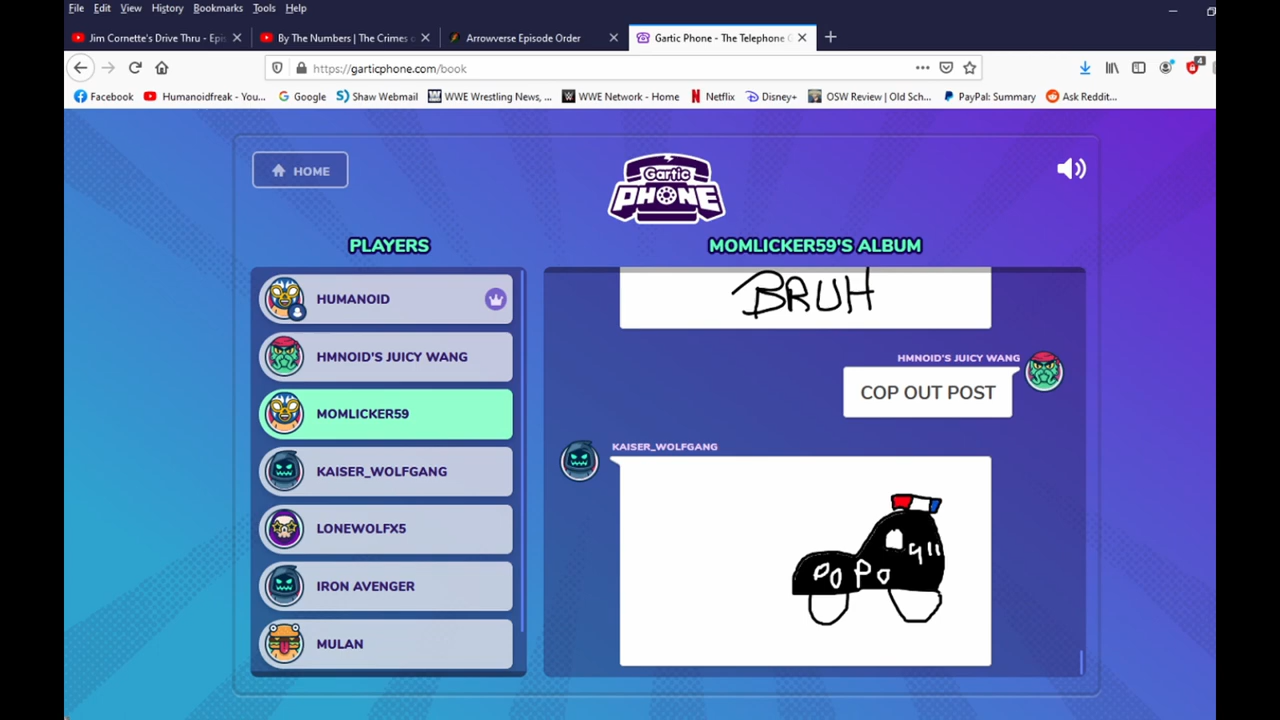 File Edit View History Bookmarks Tools Help
Jim Cornette's Drive Thru - Epi
By The Numbers | The Crimes o
Arrowverse Episode Order
Gartic Phone - The Telephone G
https://garticphone.com/book
4
Facebook
Humanoidfreak - You...
Google
Shaw Webmail
WWE Wrestling News, ...
WWE Network - Home
Netflix
Disney+
OSW Review | Old Sch...
PayPal: Summary
Ask Reddit...
HOME
Gartic
PHONE
PLAYERS
MOMLICKER59'S ALBUM
HUMANOID
HMNOID'S JUICY WANG
MOMLICKER59
KAISER_WOLFGANG
LONEWOLFX5
IRON AVENGER
MULAN
BRUH
HMNOID'S JUICY WANG
COP OUT POST
KAISER_WOLFGANG
911
PoPo